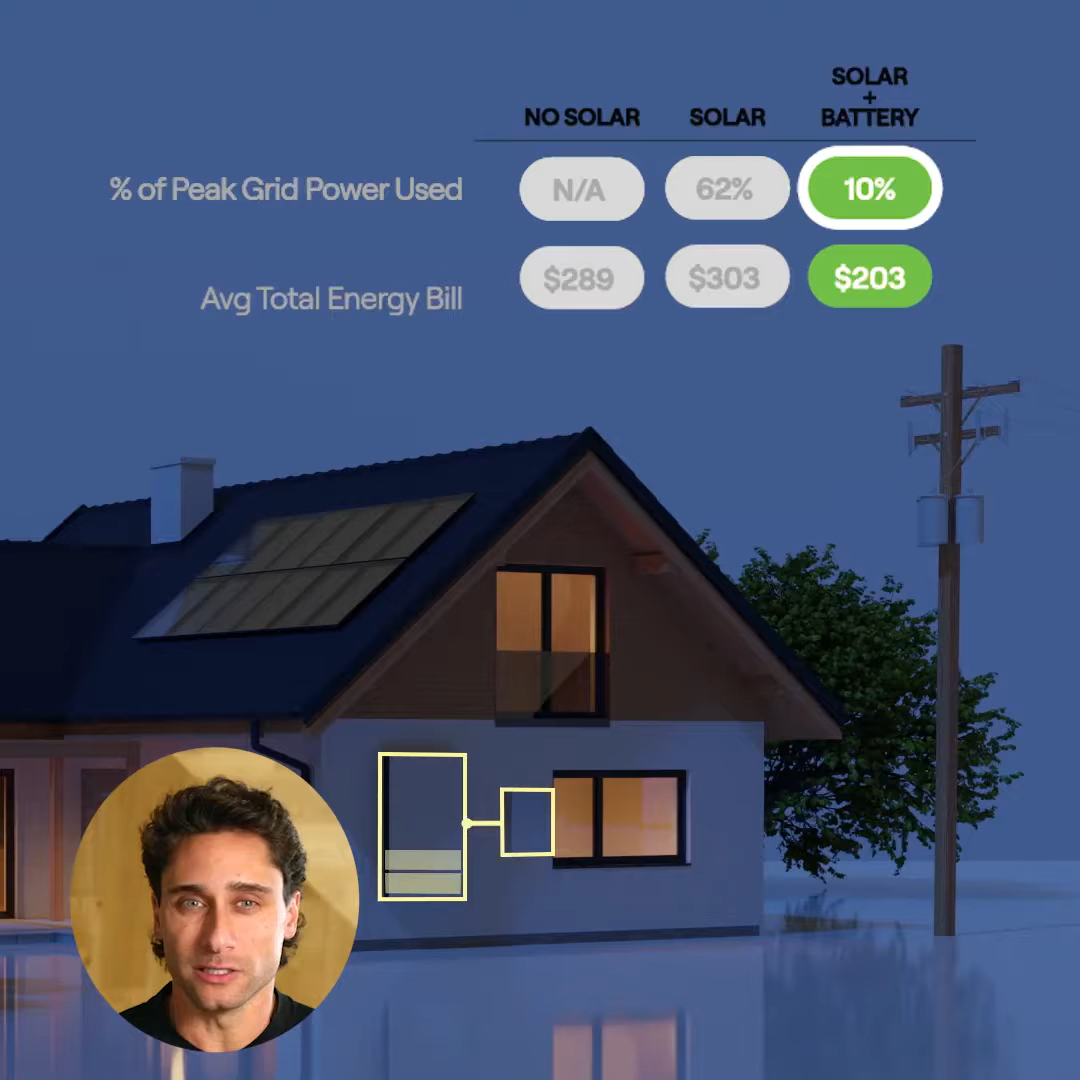 SOLAR
+
NO SOLAR SOLAR BATTERY
% of Peak Grid Power Used N/A 62% 10%
Avg Total Energy Bill $289 $303 $203